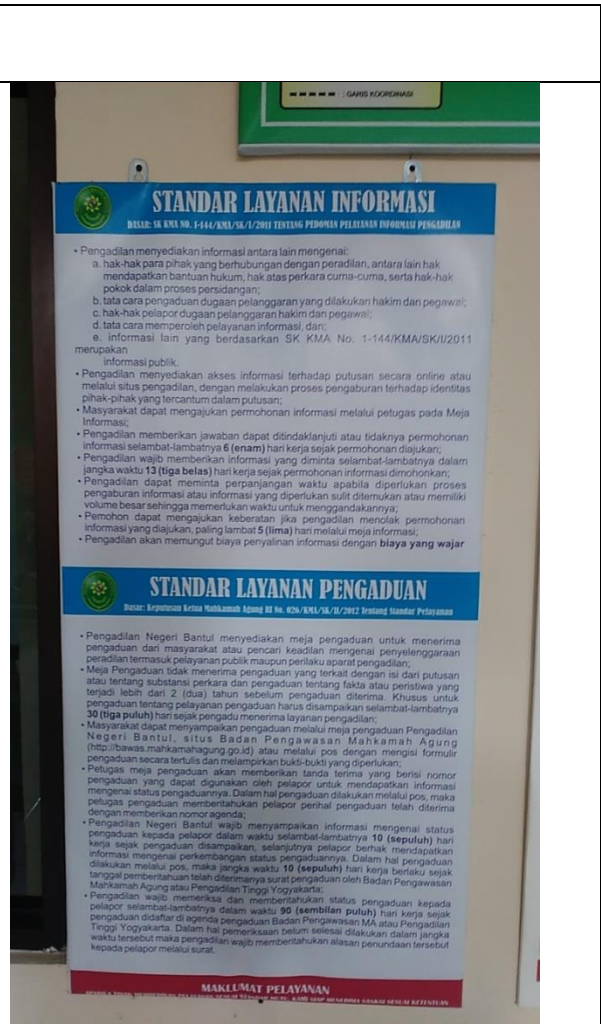 ----- : GARIS KOORDINASI
STANDAR LAYANAN INFORMASI
DASAR: SK KMA NO. 1-144/KMA/SK/I/2011 TENTANG PEDOMAN PELAYANAN INFORMASI PENGADILAN
• Pengadilan menyediakan informasi antara lain mengenai:
a. hak-hak para pihak yang berhubungan dengan peradilan, antara lain hak
mendapatkan bantuan hukum, hak atas perkara cuma-cuma, serta hak-hak
pokok dalam proses persidangan;
b. tata cara pengaduan dugaan pelanggaran yang dilakukan hakim dan pegawai;
c. hak-hak pelapor dugaan pelanggaran hakim dan pegawai;
d. tata cara memperoleh pelayanan informasi, dan;
e. informasi lain yang berdasarkan SK KMA No. 1-144/KMA/SK/I/2011
merupakan
informasi publik.
• Pengadilan menyediakan akses informasi terhadap putusan secara online atau
melalui situs pengadilan, dengan melakukan proses pengaburan terhadap identitas
pihak-pihak yang tercantum dalam putusan;
• Masyarakat dapat mengajukan permohonan informasi melalui petugas pada Meja
Informasi;
• Pengadilan memberikan jawaban dapat ditindaklanjuti atau tidaknya permohonan
informasi selambat-lambatnya 6 (enam) hari kerja sejak permohonan diajukan;
• Pengadilan wajib memberikan informasi yang diminta selambat-lambatnya dalam
jangka waktu 13 (tiga belas) hari kerja sejak permohonan informasi dimohonkan;
• Pengadilan dapat meminta perpanjangan waktu apabila diperlukan proses
pengaburan informasi atau informasi yang diperlukan sulit ditemukan atau memiliki
volume besar sehingga memerlukan waktu untuk menggandakannya;
• Pemohon dapat mengajukan keberatan jika pengadilan menolak permohonan
informasi yang diajukan, paling lambat 5 (lima) hari melalui meja informasi;
• Pengadilan akan memungut biaya penyalinan informasi dengan biaya yang wajar
STANDAR LAYANAN PENGADUAN
Dasar: Keputusan Ketua Mahkamah Agung RI No. 026/KMA/SK/II/2012 Tentang Standar Pelayanan
• Pengadilan Negeri Bantul menyediakan meja pengaduan untuk menerima
pengaduan dari masyarakat atau pencari keadilan mengenai penyelenggaraan
peradilan termasuk pelayanan publik maupun perilaku aparat pengadilan;
• Meja Pengaduan tidak menerima pengaduan yang terkait dengan isi dari putusan
atau tentang substansi perkara dan pengaduan tentang fakta atau peristiwa yang
terjadi lebih dari 2 (dua) tahun sebelum pengaduan diterima. Khusus untuk
pengaduan tentang pelayanan pengaduan harus disampaikan selambat-lambatnya
30 (tiga puluh) hari sejak pengadu menerima layanan pengadilan;
• Masyarakat dapat menyampaikan pengaduan melalui meja pengaduan Pengadilan
Negeri Bantul, situs Badan Pengawasan Mahkamah Agung
(http://bawas.mahkamahagung.go.id) atau melalui pos dengan mengisi formulir
pengaduan secara tertulis dan melampirkan bukti-bukti yang diperlukan;
• Petugas meja pengaduan akan memberikan tanda terima yang berisi nomor
pengaduan yang dapat digunakan oleh pelapor untuk mendapatkan informasi
mengenai status pengaduannya. Dalam hal pengaduan dilakukan melalui pos, maka
petugas pengaduan memberitahukan pelapor perihal pengaduan telah diterima
dengan memberikan nomor agenda;
• Pengadilan Negeri Bantul wajib menyampaikan informasi mengenai status
pengaduan kepada pelapor dalam waktu selambat-lambatnya 10 (sepuluh) hari
kerja sejak pengaduan disampaikan, selanjutnya pelapor berhak mendapatkan
informasi mengenai perkembangan status pengaduannya. Dalam hal pengaduan
dilakukan melalui pos, maka jangka waktu 10 (sepuluh) hari kerja berlaku sejak
tanggal pemberitahuan telah diterimanya surat pengaduan oleh Badan Pengawasan
Mahkamah Agung atau Pengadilan Tinggi Yogyakarta;
• Pengadilan wajib memeriksa dan memberitahukan status pengaduan kepada
pelapor selambat-lambatnya dalam waktu 90 (sembilan puluh) hari kerja sejak
pengaduan didaftar di agenda pengaduan Badan Pengawasan MA atau Pengadilan
Tinggi Yogyakarta. Dalam hal pemeriksaan belum selesai dilakukan dalam jangka
waktu tersebut maka pengadilan wajib memberitahukan alasan penundaan tersebut
kepada pelapor melalui surat.
MAKLUMAT PELAYANAN